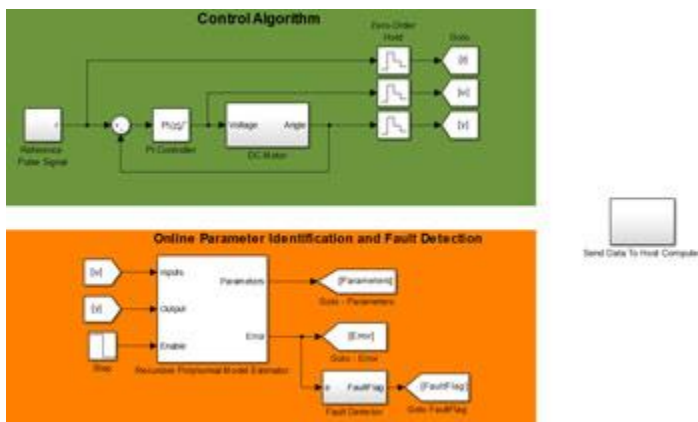 Control Algorithm
Zero-Order
Hold
Goto
[r]
[u]
r
PI(z)
Voltage
Angle
[y]
Reference
Pulse Signal
PI Controller
DC Motor
Online Parameter Identification and Fault Detection
Send Data To Host Compute
[u]
Inputs
Parameters
[Parameters]
Goto - Parameters
[y]
Output
Error
[Error]
Enable
Goto - Error
Step
Recursive Polynomial Model Estimator
e
FaultFlag
[FaultFlag]
Fault Detector
Goto FaultFlag